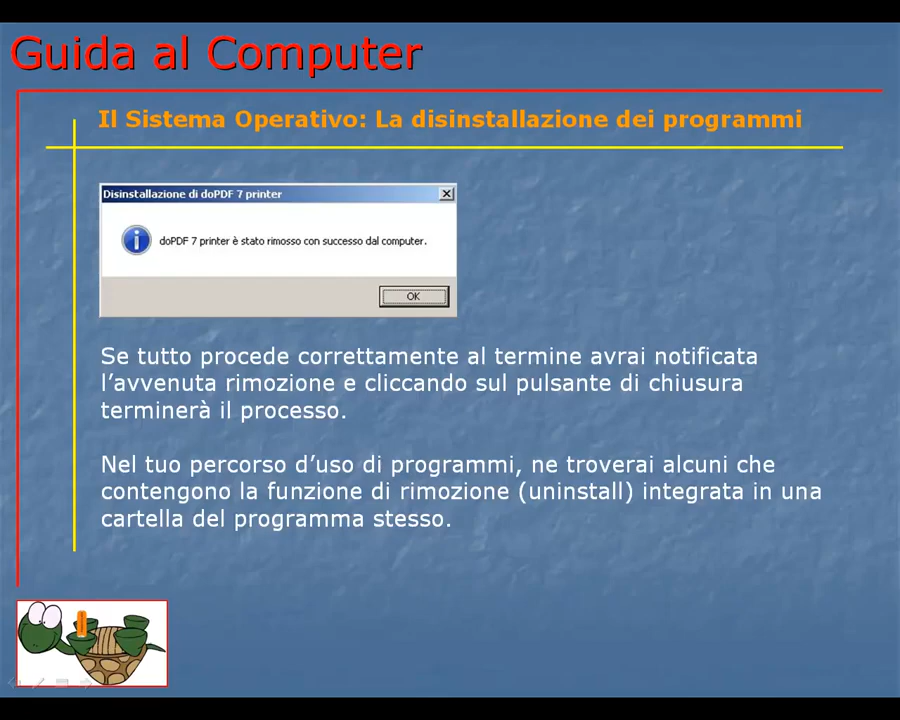 Guida al Computer
Il Sistema Operativo: La disinstallazione dei programmi
Disinstallazione di doPDF 7 printer
doPDF 7 printer è stato rimosso con successo dal computer.
OK
Se tutto procede correttamente al termine avrai notificata
l’avvenuta rimozione e cliccando sul pulsante di chiusura
terminerà il processo.
Nel tuo percorso d’uso di programmi, ne troverai alcuni che
contengono la funzione di rimozione (uninstall) integrata in una
cartella del programma stesso.